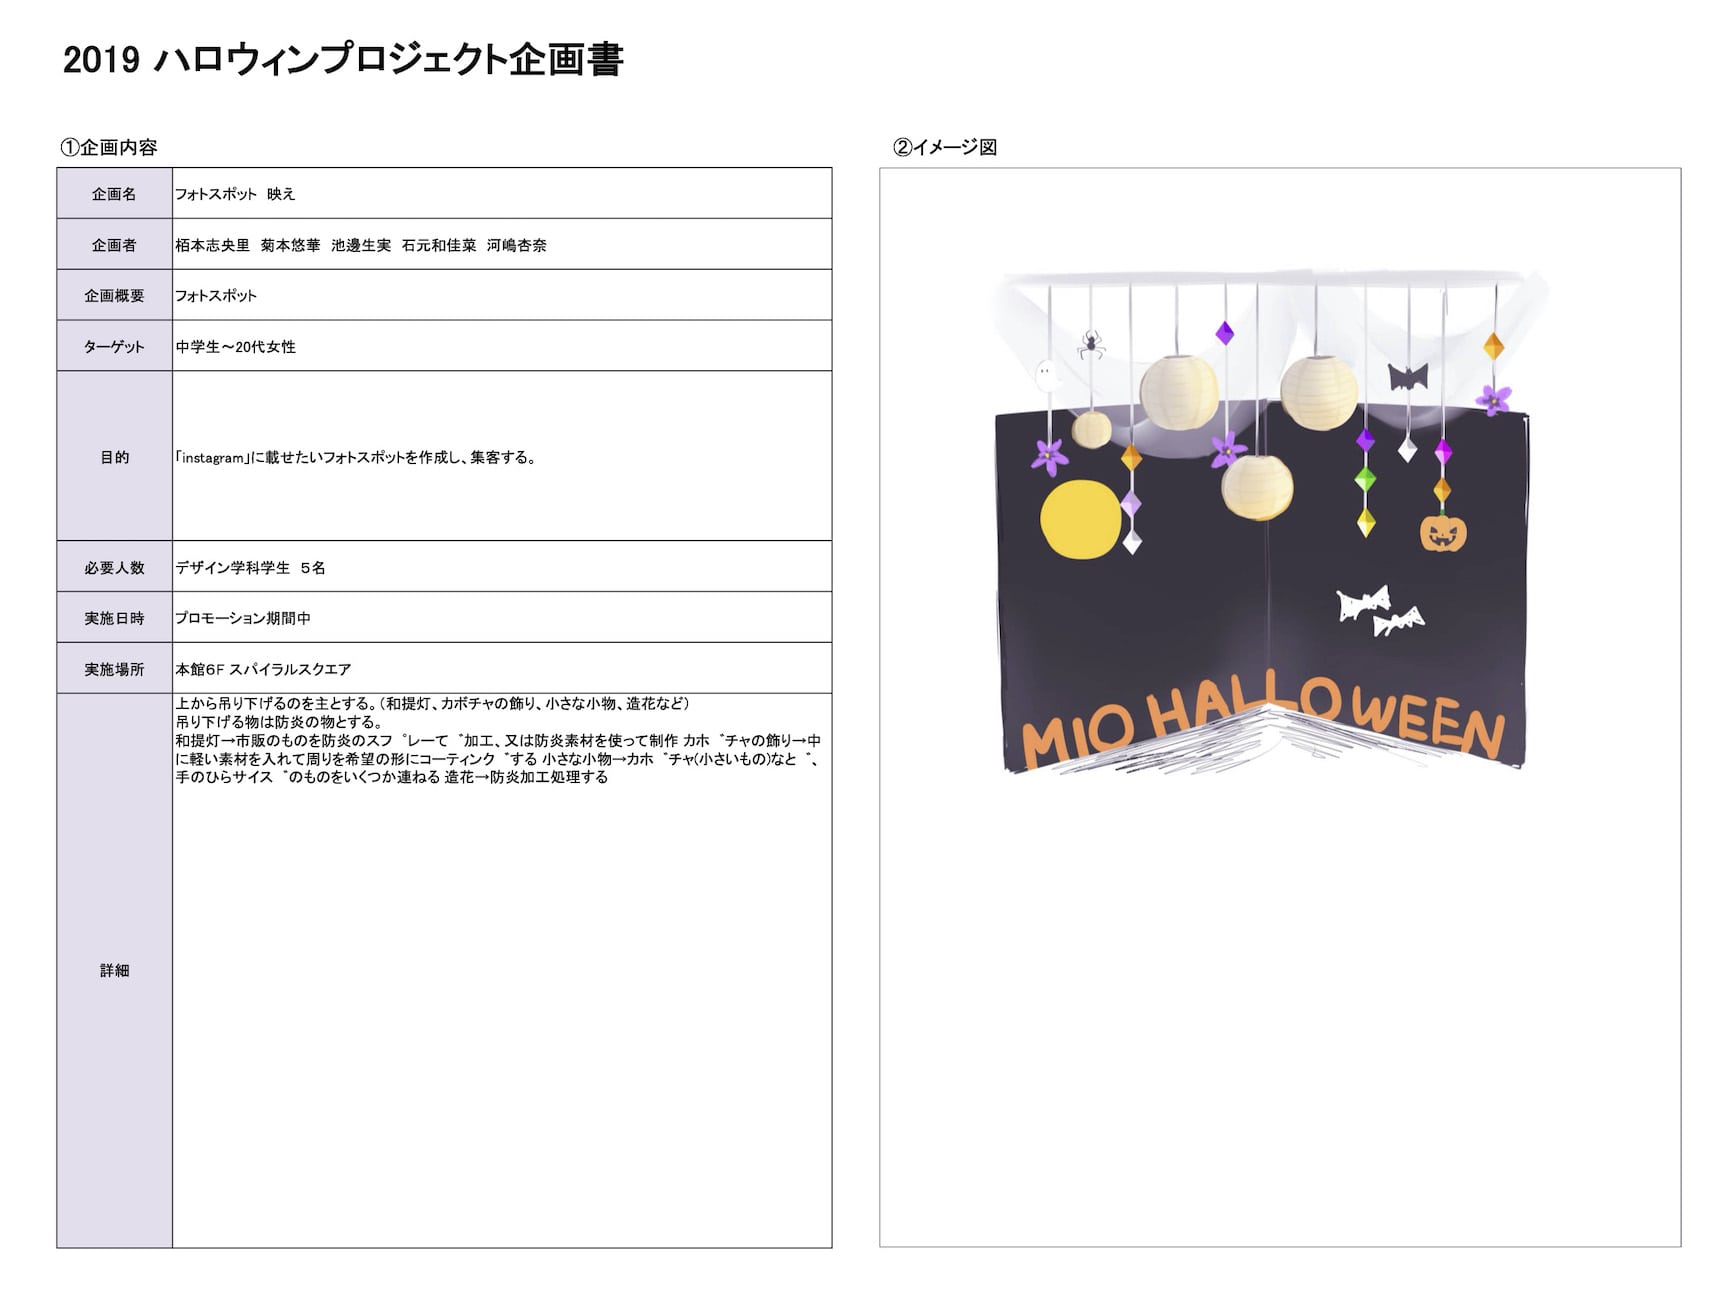 2019 ハロウィンプロジェクト企画書
①企画内容
企画名 フォトスポット 映え
企画者 栢本志央里 菊本悠華 池邊生実 石元和佳菜 河嶋杏奈
企画概要 フォトスポット
ターゲット 中学生～20代女性
目的 「instagram」に載せたいフォトスポットを作成し、集客する。
必要人数 デザイン学科学生 5名
実施日時 プロモーション期間中
実施場所 本館6F スパイラルスクエア
詳細
上から吊り下げるのを主とする。（和提灯、カボチャの飾り、小さな小物、造花など）
吊り下げる物は防炎の物とする。
和提灯→市販のものを防炎のスフ゜レーて゛加工、又は防炎素材を使って制作 カホ゛チャの飾り→中
に軽い素材を入れて周りを希望の形にコーティンク゛する 小さな小物→カホ゛チャ(小さいもの)なと゛、
手のひらサイス゛のものをいくつか連ねる 造花→防炎加工処理する
②イメージ図
MIO HALLOWEEN